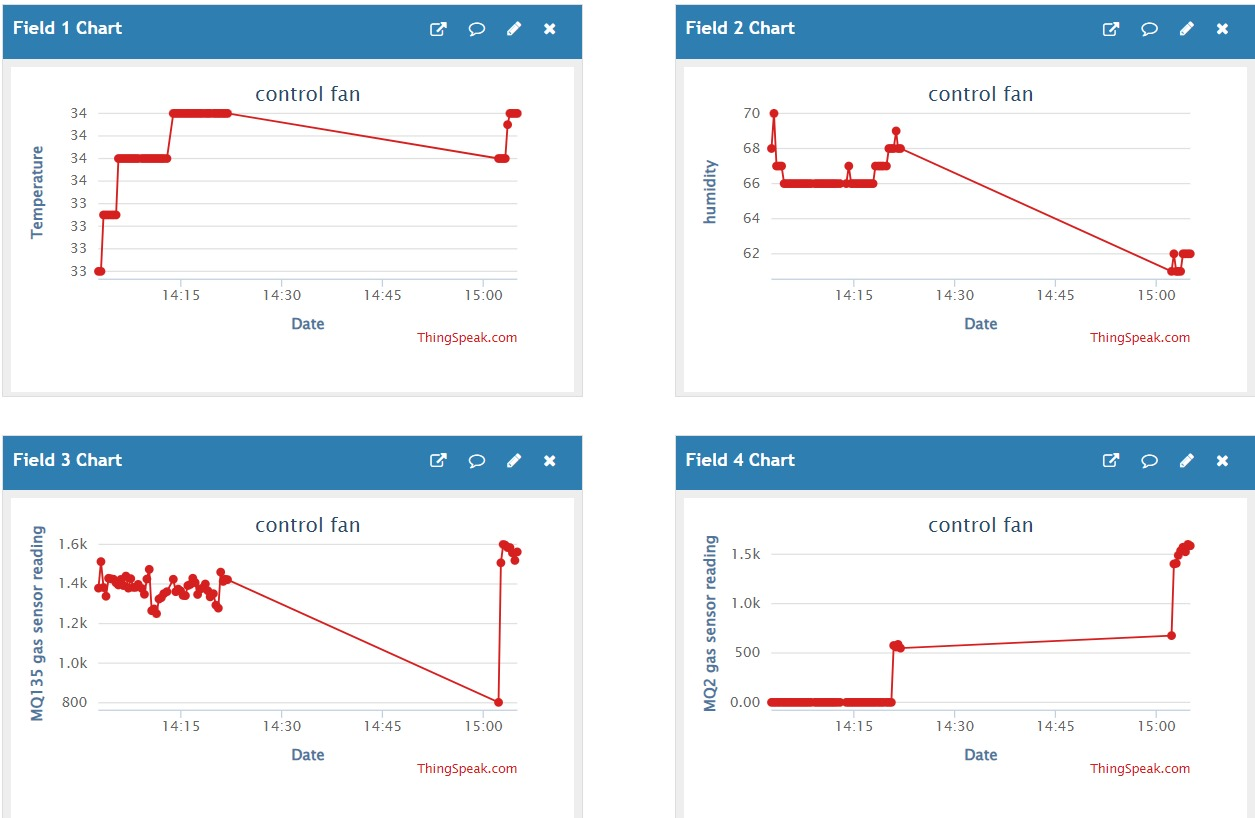 Field 1 Chart
control fan
Temperature
34
34
34
34
33
33
33
33
14:15 14:30 14:45 15:00
Date
ThingSpeak.com
Field 2 Chart
control fan
humidity
70
68
66
64
62
14:15 14:30 14:45 15:00
Date
ThingSpeak.com
Field 3 Chart
control fan
MQ135 gas sensor reading
1.6k
1.4k
1.2k
1.0k
800
14:15 14:30 14:45 15:00
Date
ThingSpeak.com
Field 4 Chart
control fan
MQ2 gas sensor reading
1.5k
1.0k
500
0.00
14:15 14:30 14:45 15:00
Date
ThingSpeak.com